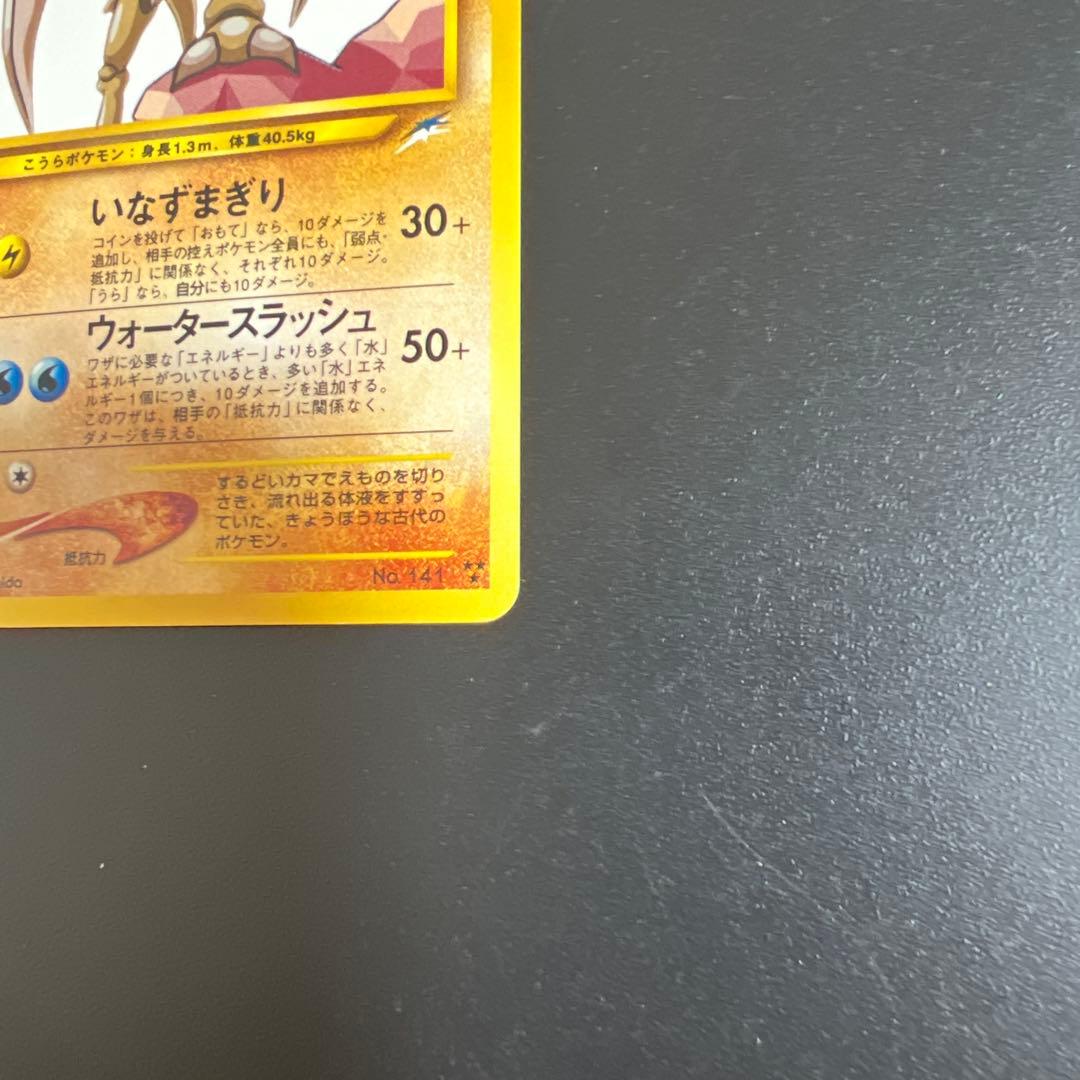 こうらポケモン：身長1.3m、体重40.5kg
いなずまぎり
30+
コインを投げて「おもて」なら、10ダメージを
追加し、相手の控えポケモン全員にも、「弱点・
抵抗力」に関係なく、それぞれ10ダメージ。
「うら」なら、自分にも10ダメージ。
ウォータースラッシュ
50+
ワザに必要な「エネルギー」よりも多く「水」
エネルギーがついているとき、多い「水」エネ
ルギー1個につき、10ダメージを追加する。
このワザは、相手の「抵抗力」に関係なく、
ダメージを与える。
するどいカマでえものを切り
さき、流れ出る体液をすすっ
ていた、きょうぼうな古代の
ポケモン。
抵抗力
No. 141